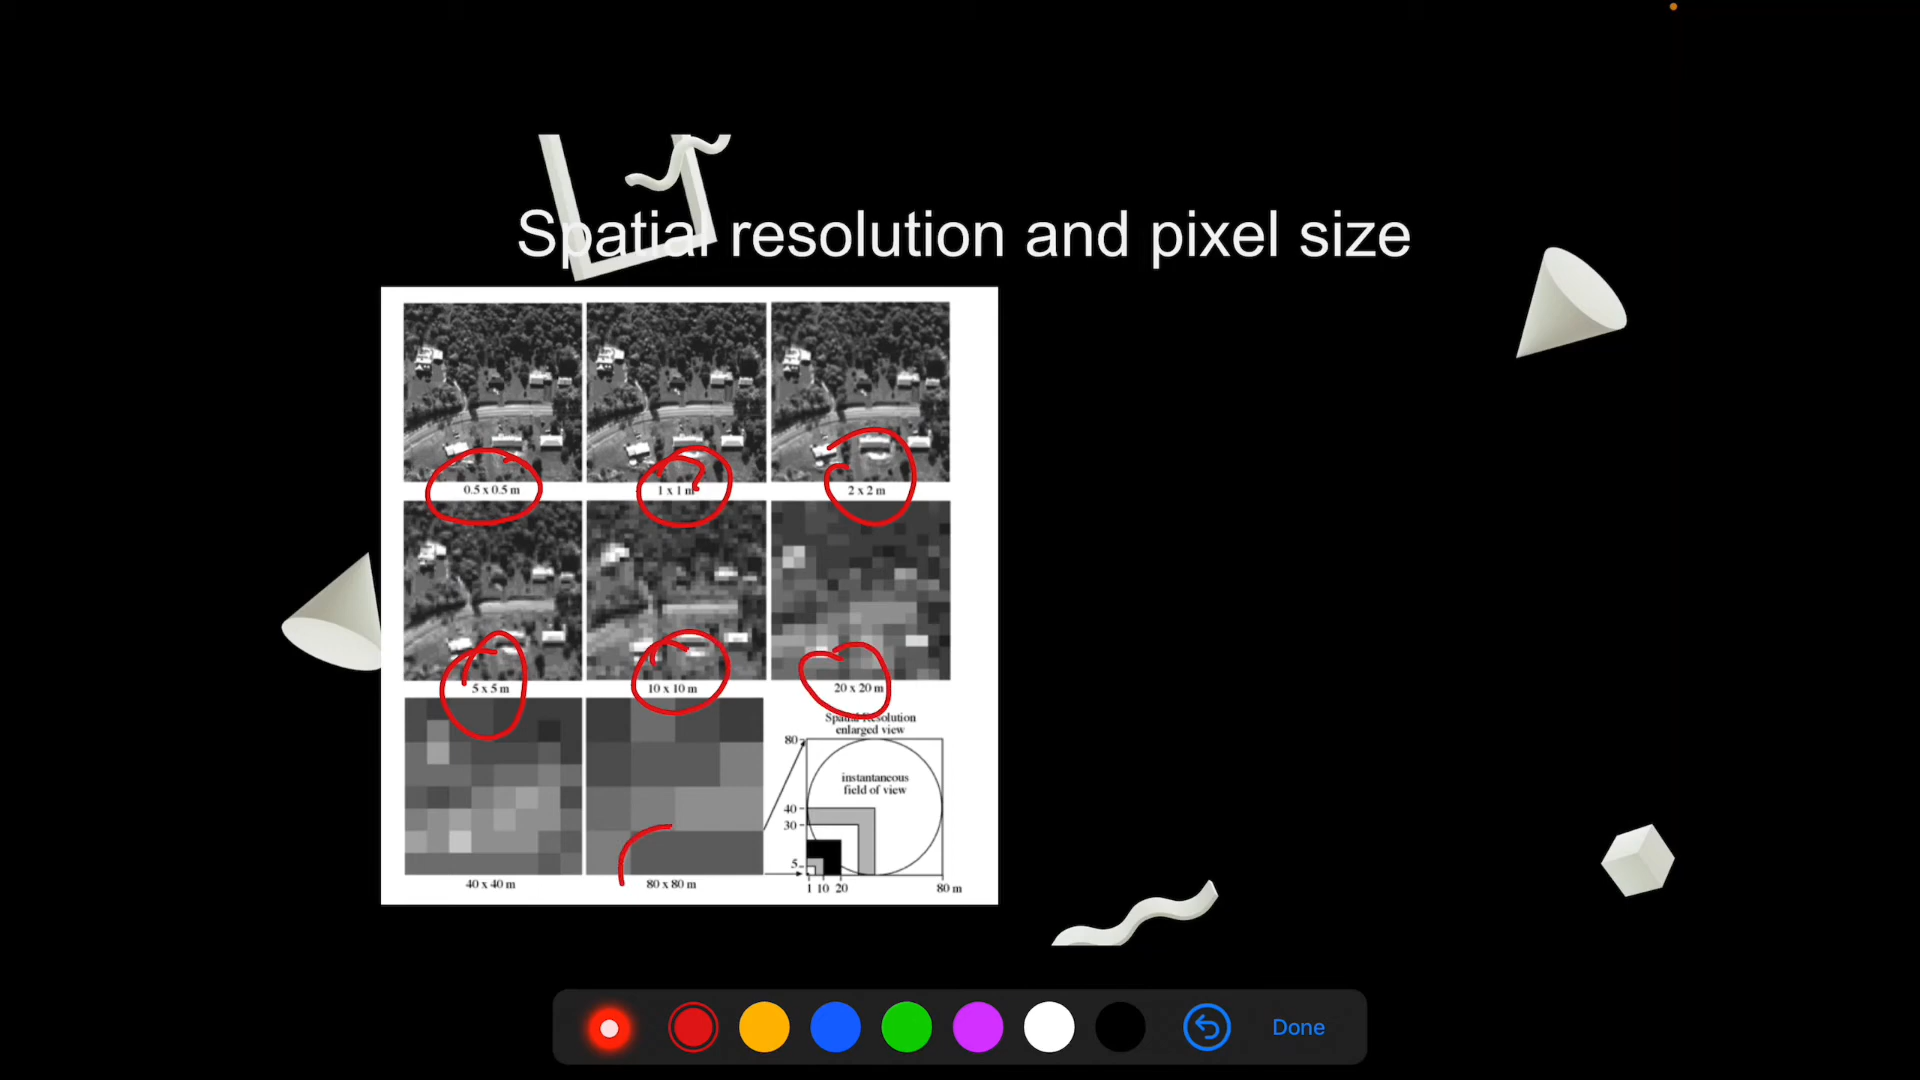 Spatial resolution and pixel size
0.5 x 0.5 m
1 x 1 m
2 x 2 m
5 x 5 m
10 x 10 m
20 x 20 m
40 x 40 m
80 x 80 m
Spatial Resolution
enlarged view
80
instantaneous
field of view
40
30
5
1 10 20 80 m
Done